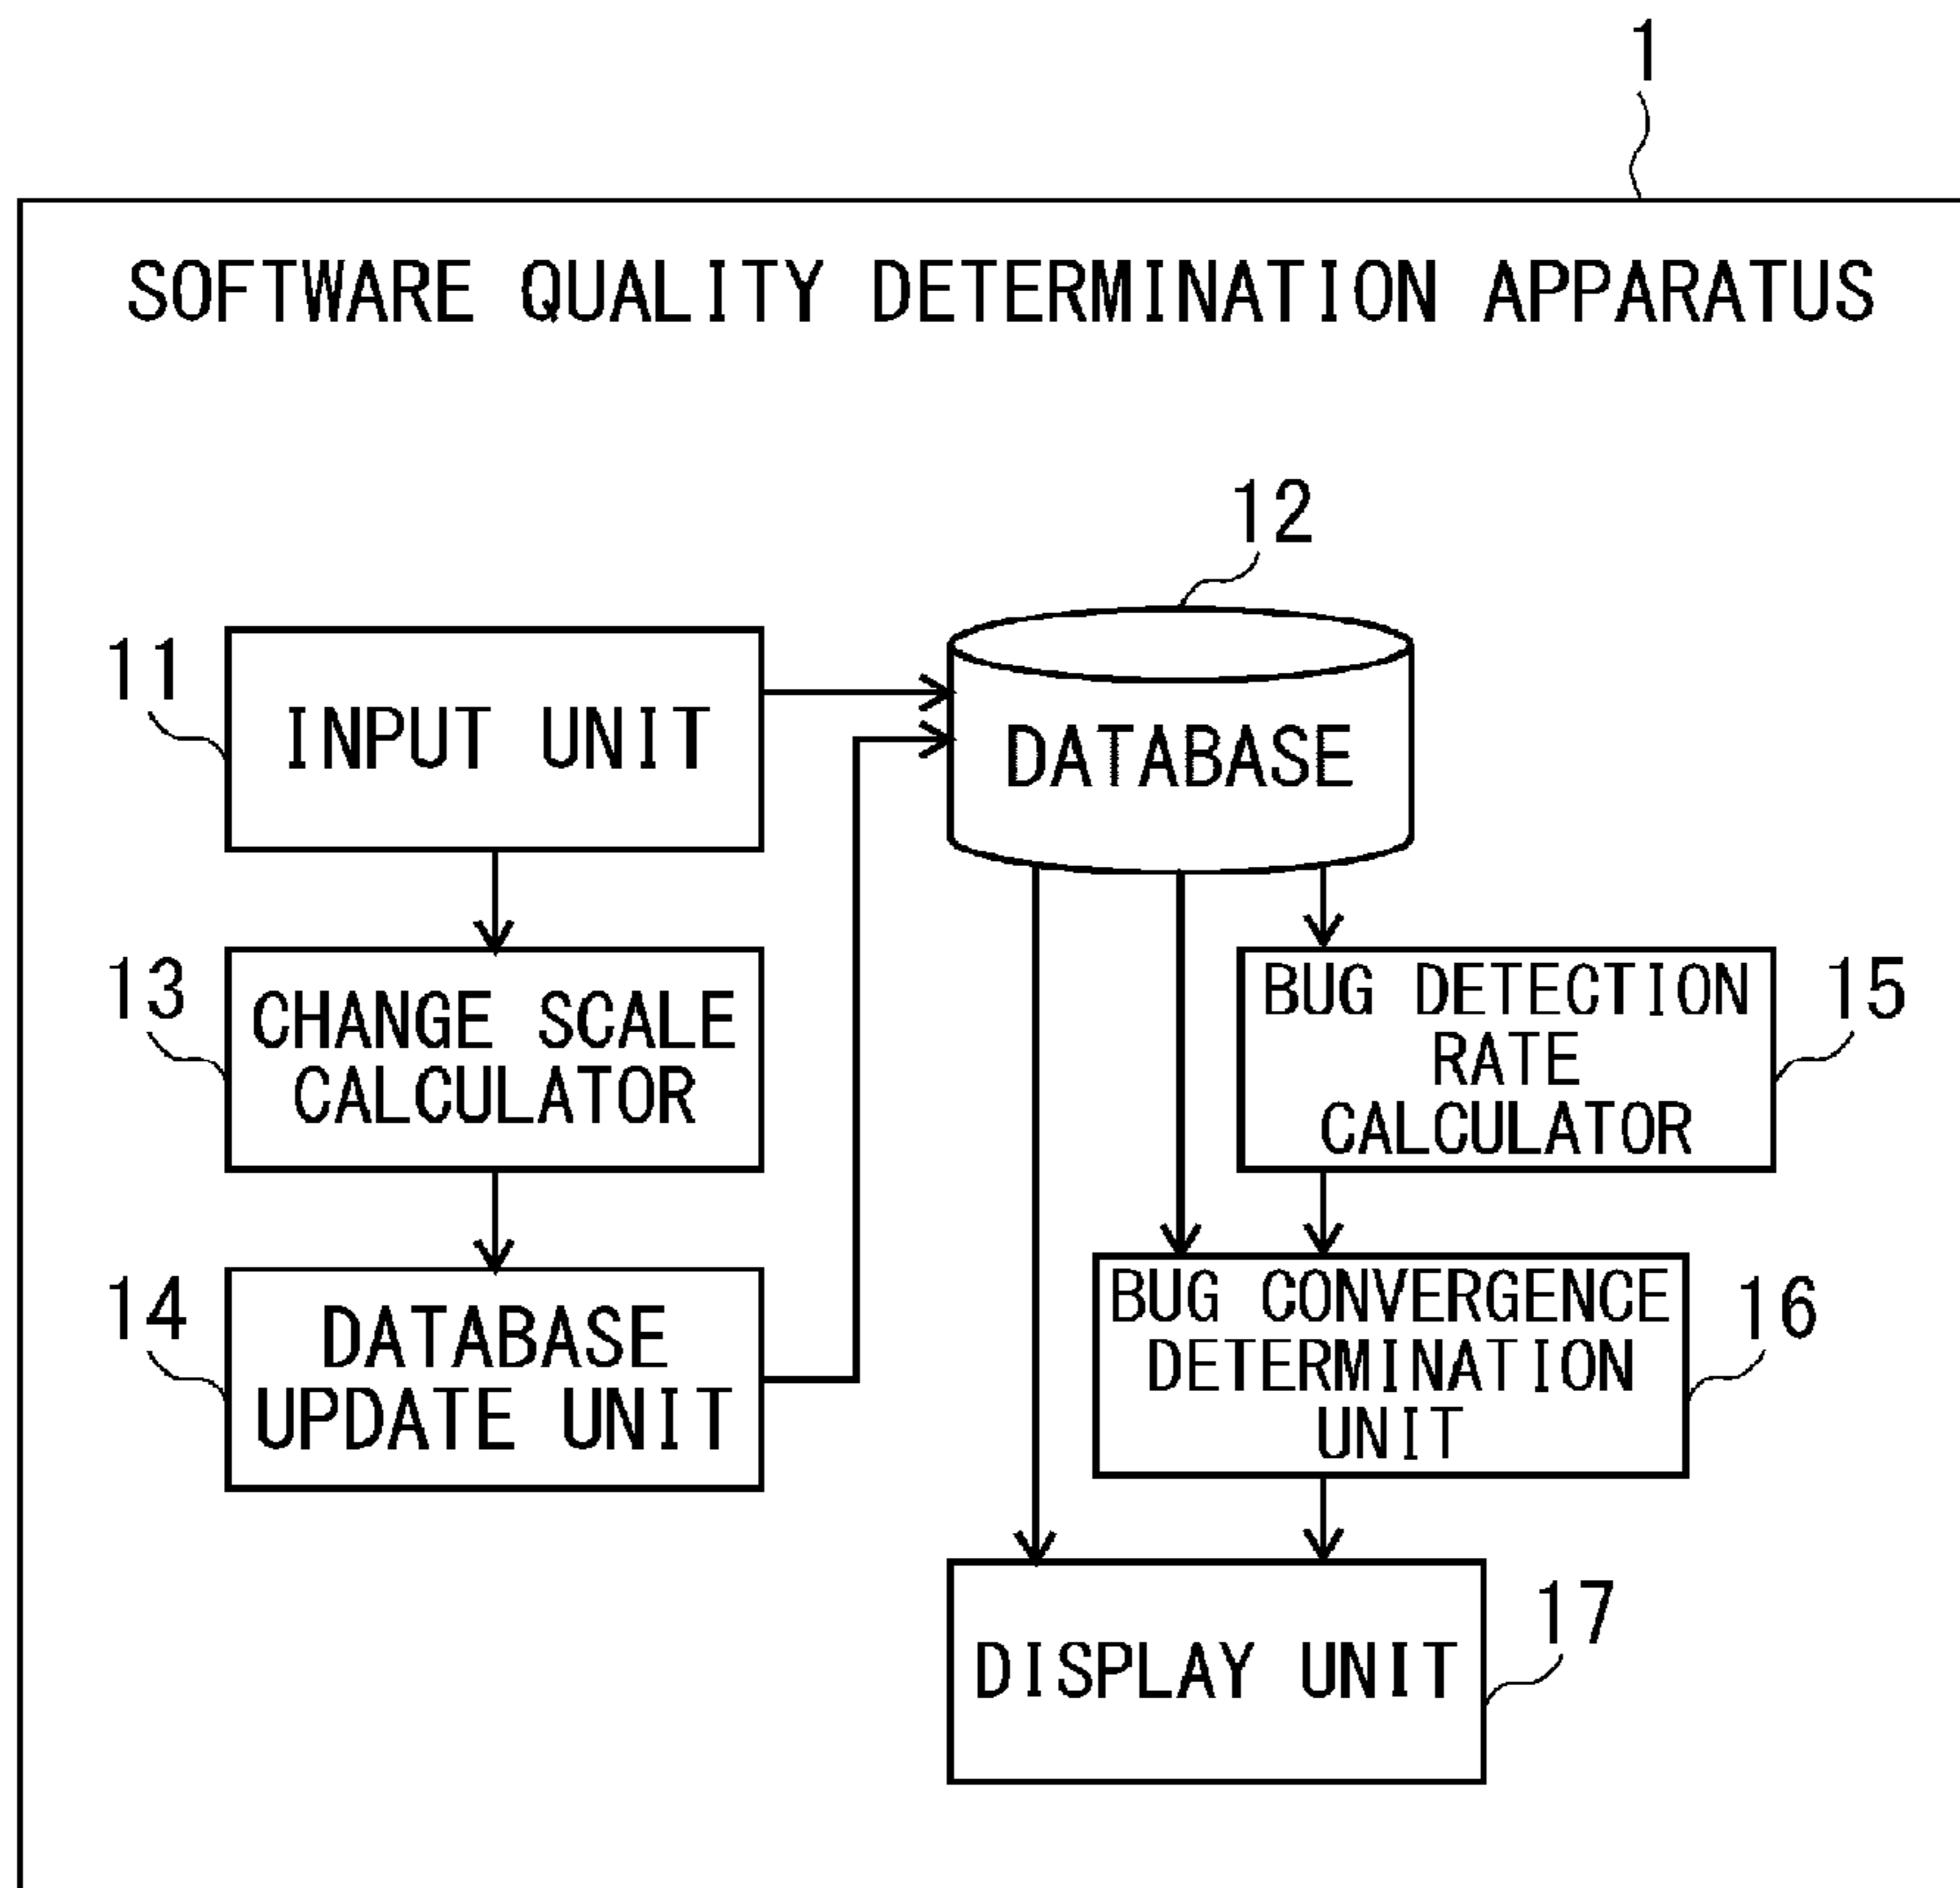 1
SOFTWARE QUALITY DETERMINATION APPARATUS
12
11
INPUT UNIT
DATABASE
13
CHANGE SCALE
CALCULATOR
BUG DETECTION
RATE
CALCULATOR
15
14
DATABASE
UPDATE UNIT
BUG CONVERGENCE
DETERMINATION
UNIT
16
DISPLAY UNIT
17